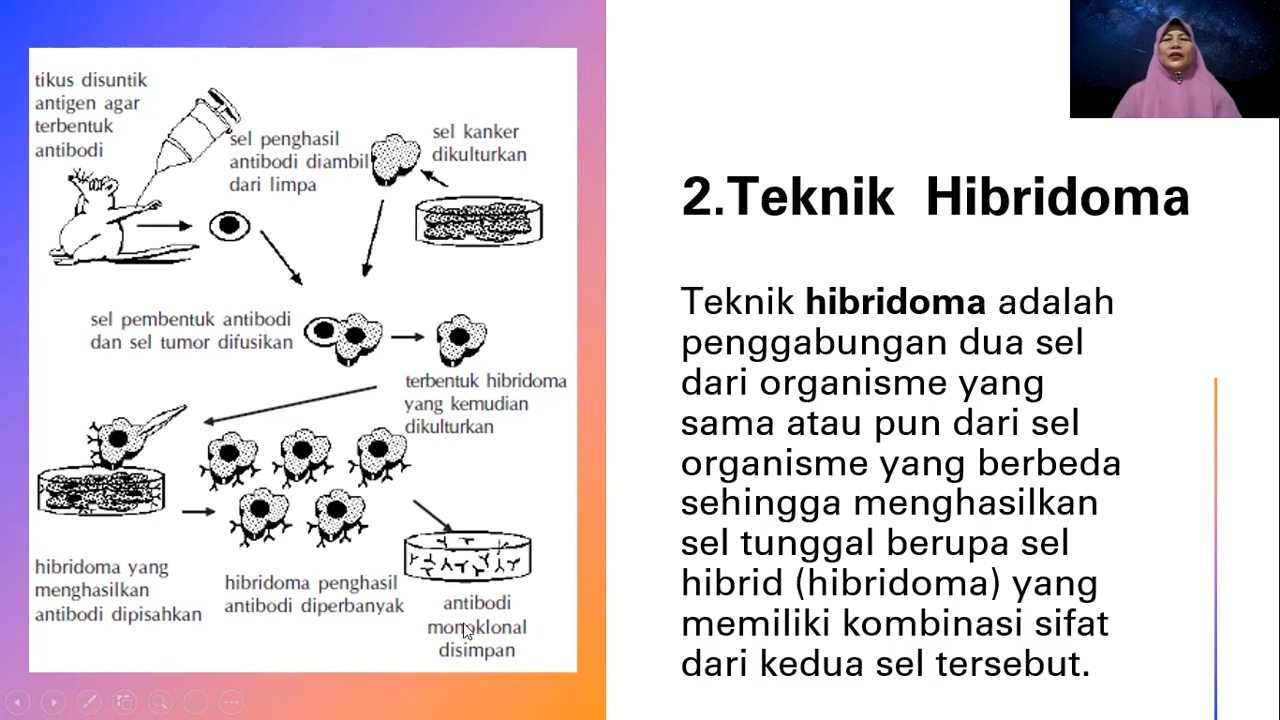 tikus disuntik
antigen agar
terbentuk
antibodi
sel penghasil
antibodi diambil
dari limpa
sel kanker
dikulturkan
sel pembentuk antibodi
dan sel tumor difusikan
terbentuk hibridoma
yang kemudian
dikulturkan
hibridoma yang
menghasilkan
antibodi dipisahkan
hibridoma penghasil
antibodi diperbanyak
antibodi
monoklonal
disimpan
2.Teknik Hibridoma
Teknik hibridoma adalah
penggabungan dua sel
dari organisme yang
sama atau pun dari sel
organisme yang berbeda
sehingga menghasilkan
sel tunggal berupa sel
hibrid (hibridoma) yang
memiliki kombinasi sifat
dari kedua sel tersebut.